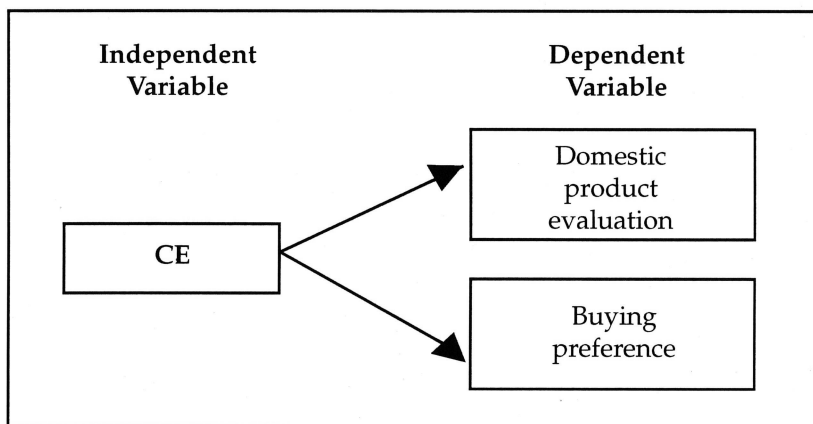 Independent
Variable
Dependent
Variable
CE
Domestic
product
evaluation
Buying
preference